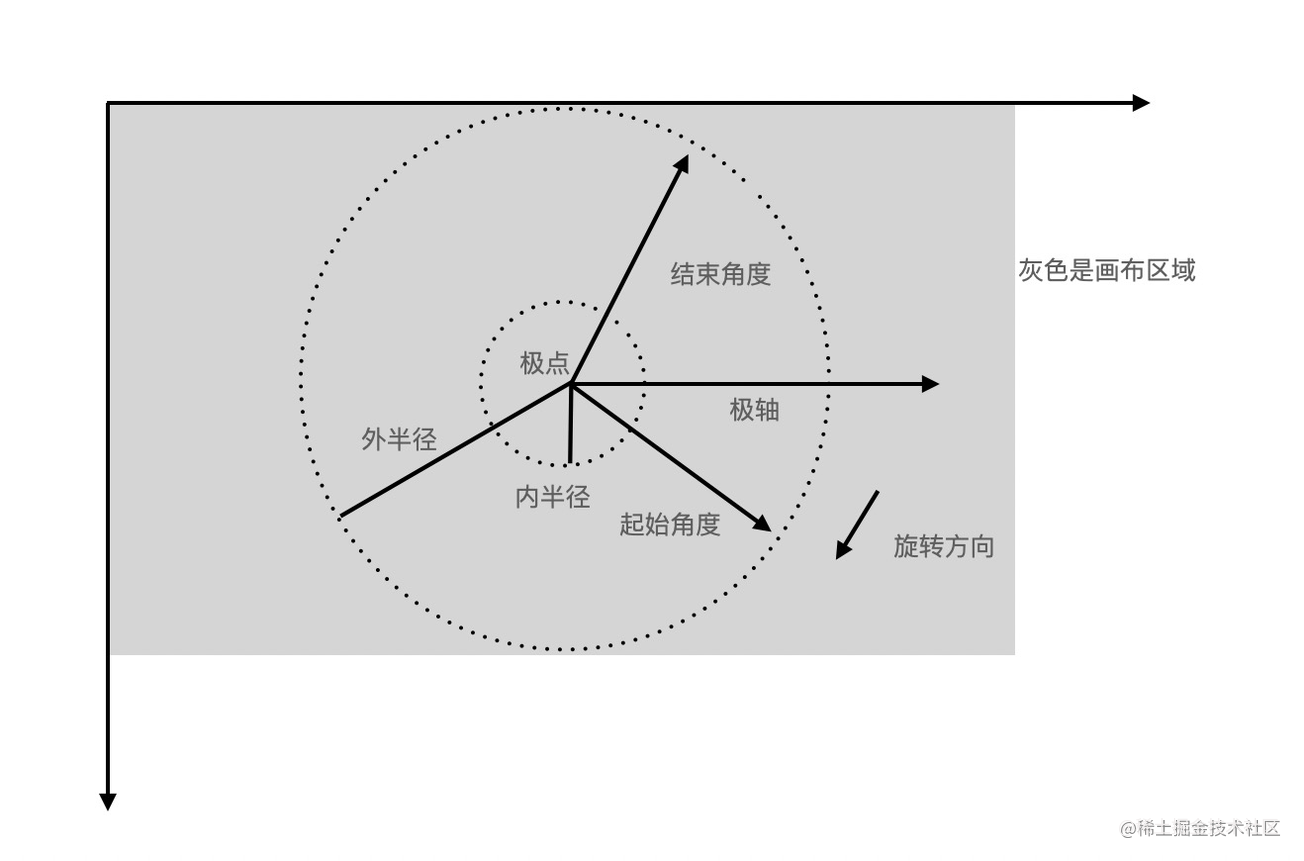 结束角度
灰色是画布区域
极点
极轴
外半径
内半径
起始角度
旋转方向
@稀土掘金技术社区